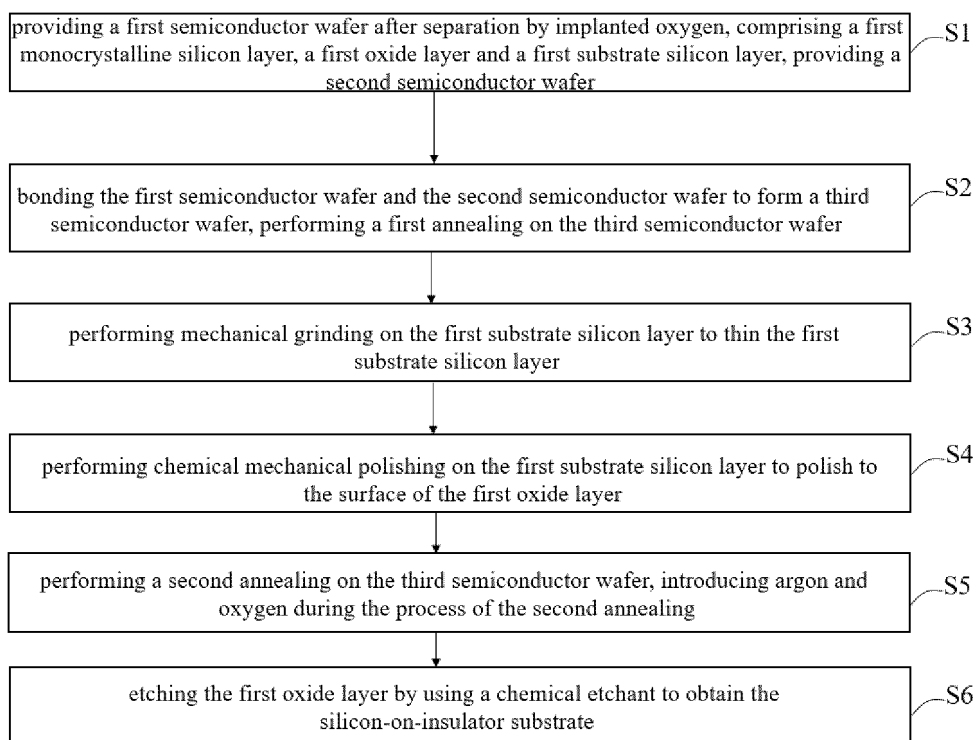 providing a first semiconductor wafer after separation by implanted oxygen, comprising a first
monocrystalline silicon layer, a first oxide layer and a first substrate silicon layer, providing a
second semiconductor wafer
S1
bonding the first semiconductor wafer and the second semiconductor wafer to form a third
semiconductor wafer, performing a first annealing on the third semiconductor wafer
S2
performing mechanical grinding on the first substrate silicon layer to thin the first
substrate silicon layer
S3
performing chemical mechanical polishing on the first substrate silicon layer to polish to
the surface of the first oxide layer
S4
performing a second annealing on the third semiconductor wafer, introducing argon and
oxygen during the process of the second annealing
S5
etching the first oxide layer by using a chemical etchant to obtain the
silicon-on-insulator substrate
S6